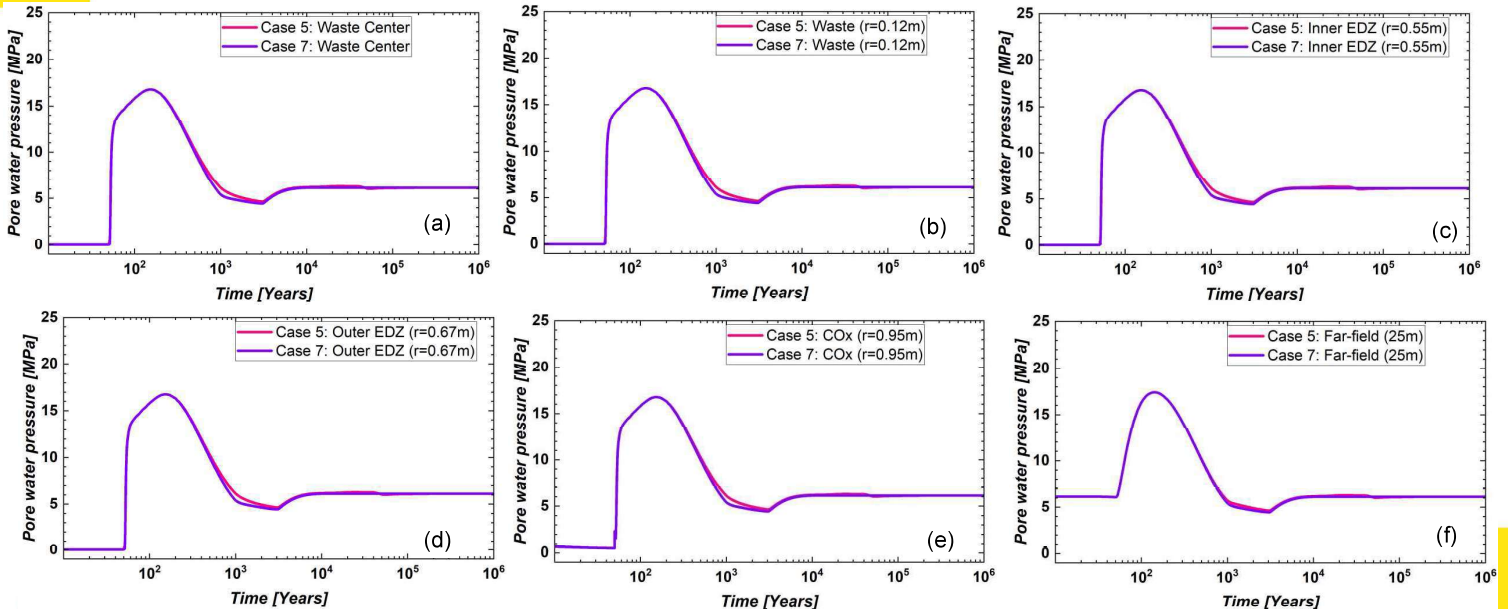 Case 5: Waste Center
Case 7: Waste Center
Pore water pressure [MPa]
25
20
15
10
5
0
(a)
10² 10³ 10⁴ 10⁵ 10⁶
Time [Years]
Case 5: Waste (r=0.12m)
Case 7: Waste (r=0.12m)
Pore water pressure [MPa]
25
20
15
10
5
0
(b)
10² 10³ 10⁴ 10⁵ 10⁶
Time [Years]
Case 5: Inner EDZ (r=0.55m)
Case 7: Inner EDZ (r=0.55m)
Pore water pressure [MPa]
25
20
15
10
5
0
(c)
10² 10³ 10⁴ 10⁵ 10⁶
Time [Years]
Case 5: Outer EDZ (r=0.67m)
Case 7: Outer EDZ (r=0.67m)
Pore water pressure [MPa]
25
20
15
10
5
0
(d)
10² 10³ 10⁴ 10⁵ 10⁶
Time [Years]
Case 5: COx (r=0.95m)
Case 7: COx (r=0.95m)
Pore water pressure [MPa]
25
20
15
10
5
0
(e)
10² 10³ 10⁴ 10⁵ 10⁶
Time [Years]
Case 5: Far-field (25m)
Case 7: Far-field (25m)
Pore water pressure [MPa]
25
20
15
10
5
0
(f)
10² 10³ 10⁴ 10⁵ 10⁶
Time [Years]